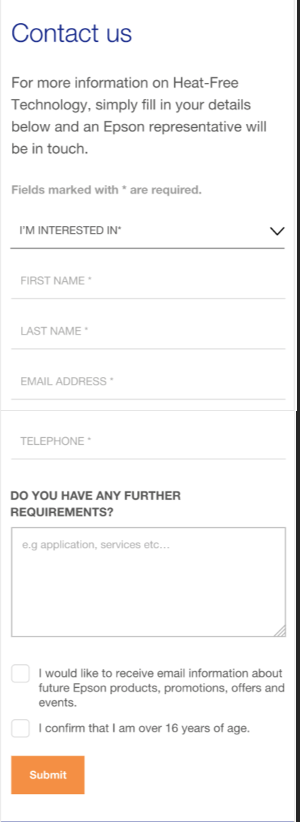 Contact us
For more information on Heat-Free
Technology, simply fill in your details
below and an Epson representative will
be in touch.
Fields marked with * are required.
I'M INTERESTED IN*
FIRST NAME *
LAST NAME *
EMAIL ADDRESS *
TELEPHONE *
DO YOU HAVE ANY FURTHER
REQUIREMENTS?
e.g application, services etc...
I would like to receive email information about
future Epson products, promotions, offers and
events.
I confirm that I am over 16 years of age.
Submit